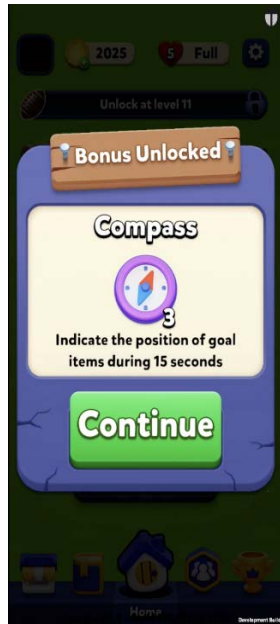 2025
5
Full
Unlock at level 11
Bonus Unlocked
Compass
3
Indicate the position of goal
items during 15 seconds
Continue
Home
Development Build